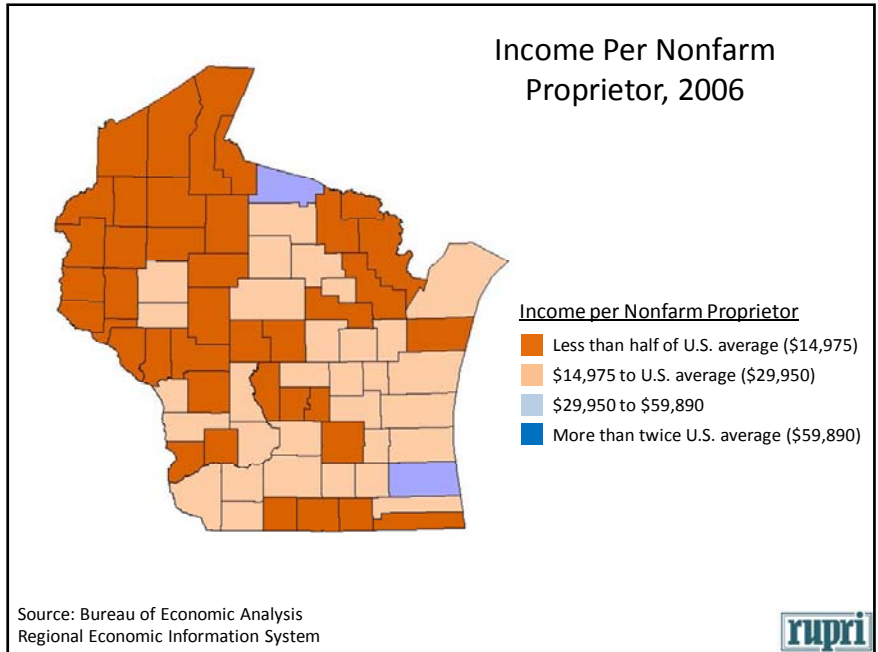 Income Per Nonfarm
Proprietor, 2006
Income per Nonfarm Proprietor
Less than half of U.S. average ($14,975)
$14,975 to U.S. average ($29,950)
$29,950 to $59,890
More than twice U.S. average ($59,890)
Source: Bureau of Economic Analysis
Regional Economic Information System
rupri